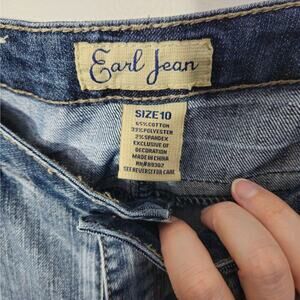 Earl Jean
SIZE 10
65% COTTON
33% POLYESTER
2% SPANDEX
EXCLUSIVE OF
DECORATION
MADE IN CHINA
SEE REVERSE FOR CARE